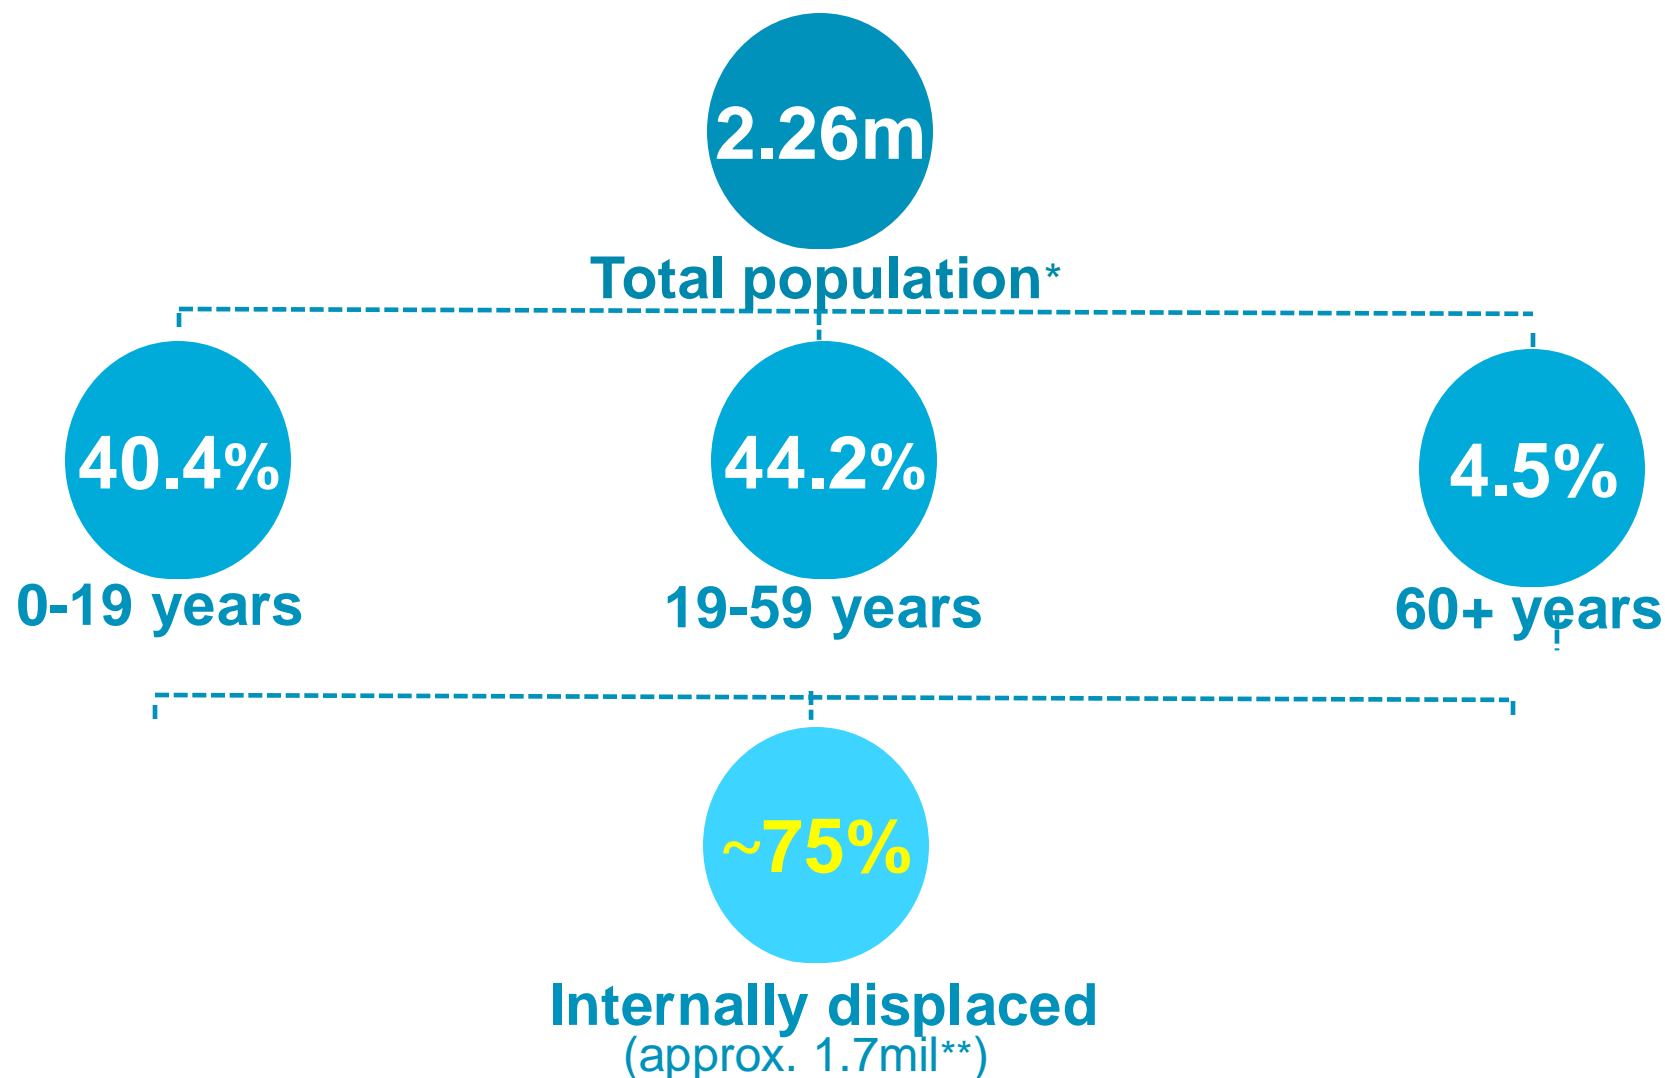 2.26m
Total population*
40.4%
44.2%
4.5%
0-19 years
19-59 years
60+ years
~75%
Internally displaced
(approx. 1.7mil**)